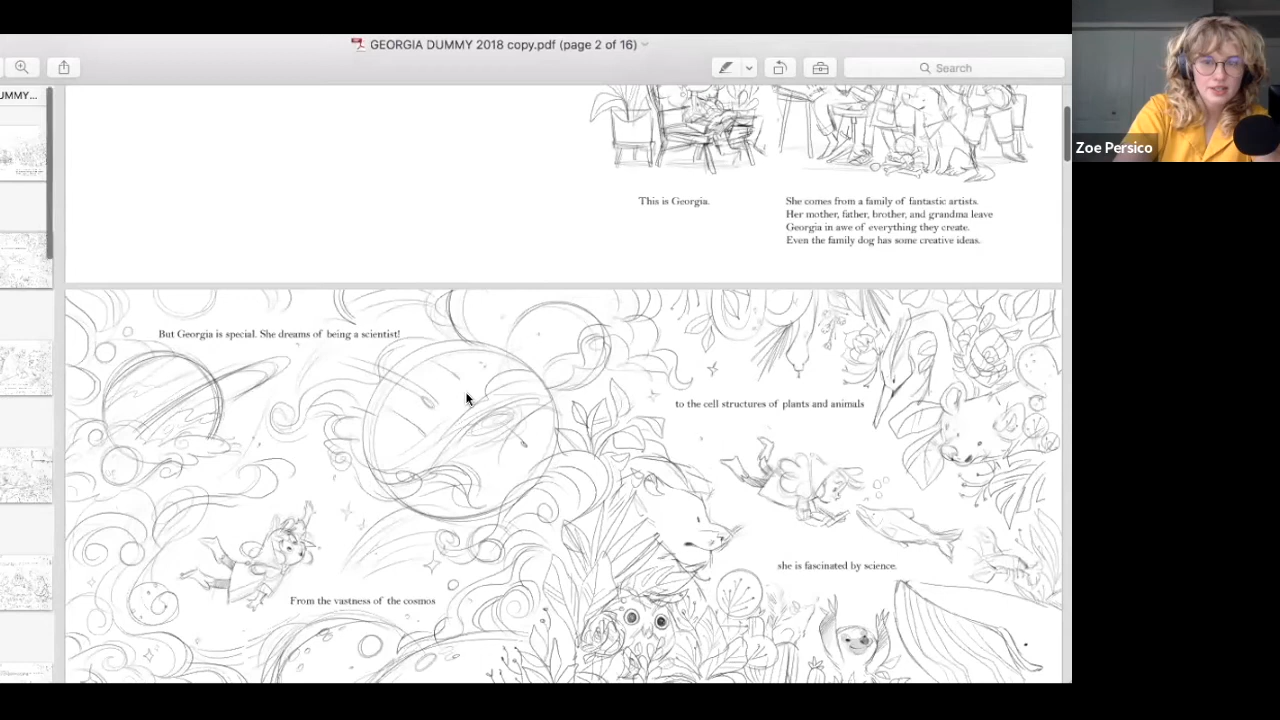 GEORGIA DUMMY 2018 copy.pdf (page 2 of 16)
Search
UMMY...
Zoe Persico
This is Georgia.
She comes from a family of fantastic artists.
Her mother, father, brother, and grandma leave
Georgia in awe of everything they create.
Even the family dog has some creative ideas.
But Georgia is special. She dreams of being a scientist!
to the cell structures of plants and animals
she is fascinated by science.
From the vastness of the cosmos